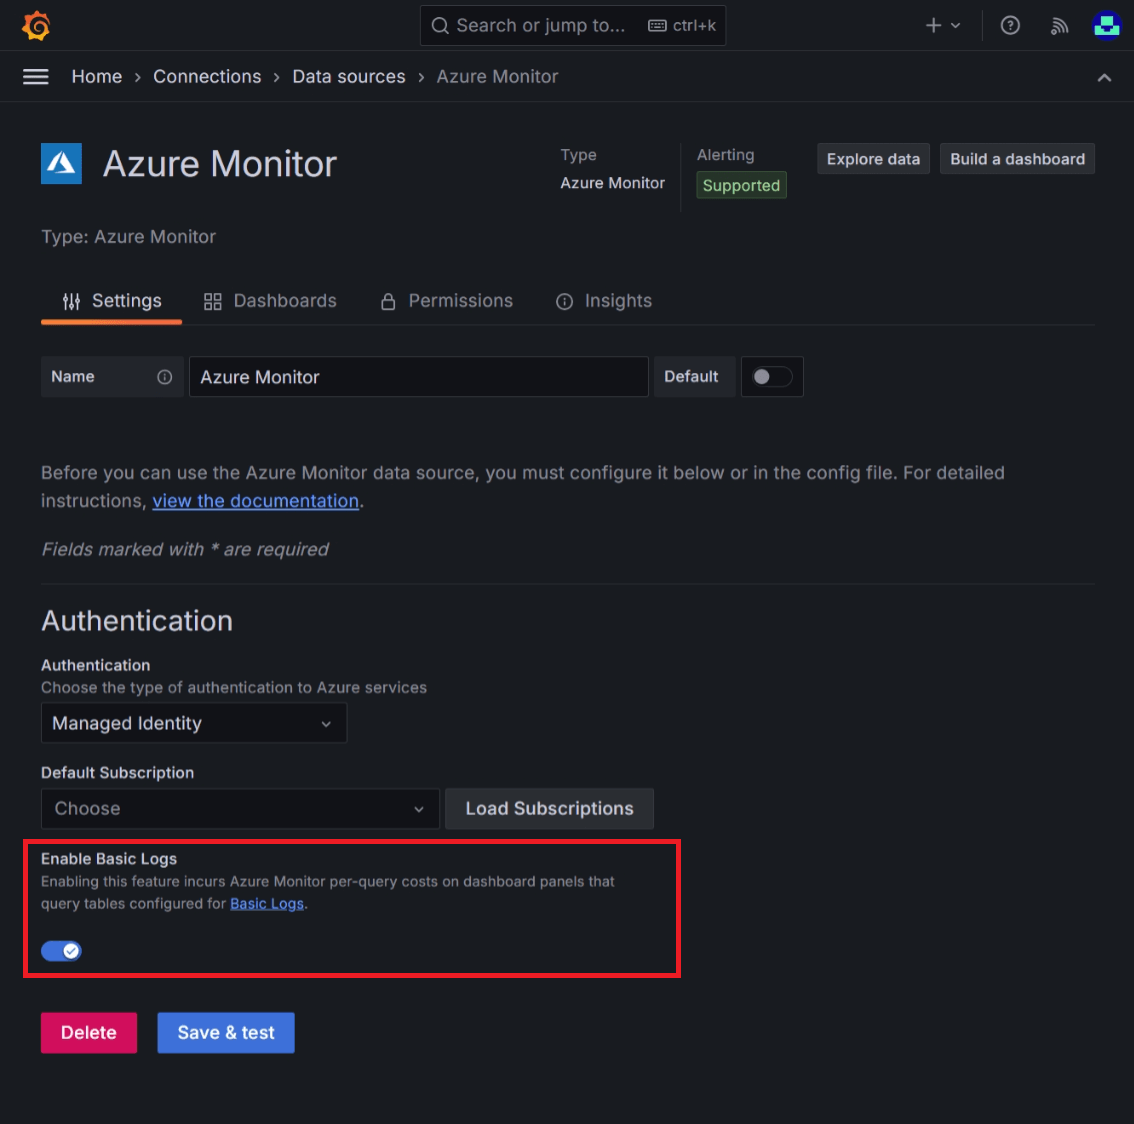 Search or jump to... ctrl+k
Home › Connections › Data sources › Azure Monitor
Azure Monitor
Type
Azure Monitor
Alerting
Supported
Explore data
Build a dashboard
Type: Azure Monitor
Settings Dashboards Permissions Insights
Name Azure Monitor Default
Before you can use the Azure Monitor data source, you must configure it below or in the config file. For detailed
instructions, view the documentation.
Fields marked with * are required
Authentication
Authentication
Choose the type of authentication to Azure services
Managed Identity
Default Subscription
Choose Load Subscriptions
Enable Basic Logs
Enabling this feature incurs Azure Monitor per-query costs on dashboard panels that
query tables configured for Basic Logs.
Delete Save & test